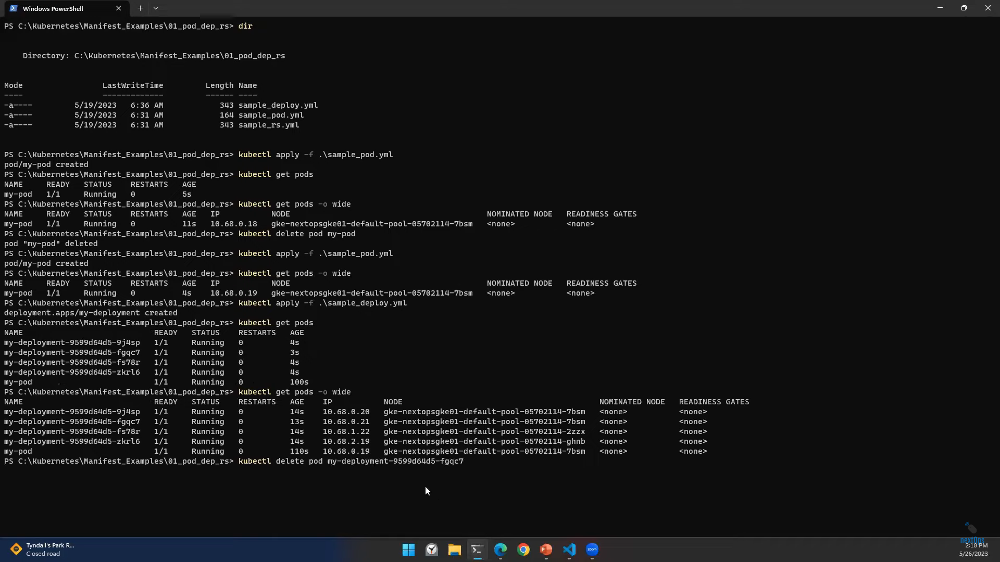 Windows PowerShell
PS C:\Kubernetes\Manifest_Examples\01_pod_dep_rs> dir
Directory: C:\Kubernetes\Manifest_Examples\01_pod_dep_rs
Mode LastWriteTime Length Name
---- ------------- ------ ----
-a---- 5/19/2023 6:36 AM 343 sample_deploy.yml
-a---- 5/19/2023 6:31 AM 164 sample_pod.yml
-a---- 5/19/2023 6:31 AM 343 sample_rs.yml
PS C:\Kubernetes\Manifest_Examples\01_pod_dep_rs> kubectl apply -f .\sample_pod.yml
pod/my-pod created
PS C:\Kubernetes\Manifest_Examples\01_pod_dep_rs> kubectl get pods
NAME READY STATUS RESTARTS AGE
my-pod 1/1 Running 0 5s
PS C:\Kubernetes\Manifest_Examples\01_pod_dep_rs> kubectl get pods -o wide
NAME READY STATUS RESTARTS AGE IP NODE NOMINATED NODE READINESS GATES
my-pod 1/1 Running 0 11s 10.68.0.18 gke-nextopsgke01-default-pool-05702114-7bsm <none> <none>
PS C:\Kubernetes\Manifest_Examples\01_pod_dep_rs> kubectl delete pod my-pod
pod "my-pod" deleted
PS C:\Kubernetes\Manifest_Examples\01_pod_dep_rs> kubectl apply -f .\sample_pod.yml
pod/my-pod created
PS C:\Kubernetes\Manifest_Examples\01_pod_dep_rs> kubectl get pods -o wide
NAME READY STATUS RESTARTS AGE IP NODE NOMINATED NODE READINESS GATES
my-pod 1/1 Running 0 4s 10.68.0.19 gke-nextopsgke01-default-pool-05702114-7bsm <none> <none>
PS C:\Kubernetes\Manifest_Examples\01_pod_dep_rs> kubectl apply -f .\sample_deploy.yml
deployment.apps/my-deployment created
PS C:\Kubernetes\Manifest_Examples\01_pod_dep_rs> kubectl get pods
NAME READY STATUS RESTARTS AGE
my-deployment-9599d64d5-9j4sp 1/1 Running 0 4s
my-deployment-9599d64d5-fgqc7 1/1 Running 0 3s
my-deployment-9599d64d5-fs78r 1/1 Running 0 4s
my-deployment-9599d64d5-zkrl6 1/1 Running 0 4s
my-pod 1/1 Running 0 100s
PS C:\Kubernetes\Manifest_Examples\01_pod_dep_rs> kubectl get pods -o wide
NAME READY STATUS RESTARTS AGE IP NODE NOMINATED NODE READINESS GATES
my-deployment-9599d64d5-9j4sp 1/1 Running 0 14s 10.68.0.20 gke-nextopsgke01-default-pool-05702114-7bsm <none> <none>
my-deployment-9599d64d5-fgqc7 1/1 Running 0 13s 10.68.0.21 gke-nextopsgke01-default-pool-05702114-7bsm <none> <none>
my-deployment-9599d64d5-fs78r 1/1 Running 0 14s 10.68.1.22 gke-nextopsgke01-default-pool-05702114-2zzx <none> <none>
my-deployment-9599d64d5-zkrl6 1/1 Running 0 14s 10.68.2.19 gke-nextopsgke01-default-pool-05702114-ghnb <none> <none>
my-pod 1/1 Running 0 110s 10.68.0.19 gke-nextopsgke01-default-pool-05702114-7bsm <none> <none>
PS C:\Kubernetes\Manifest_Examples\01_pod_dep_rs> kubectl delete pod my-deployment-9599d64d5-fgqc7
nextOps
Tyndall's Park R...
Closed road
zoom
2:10 PM
5/26/2023